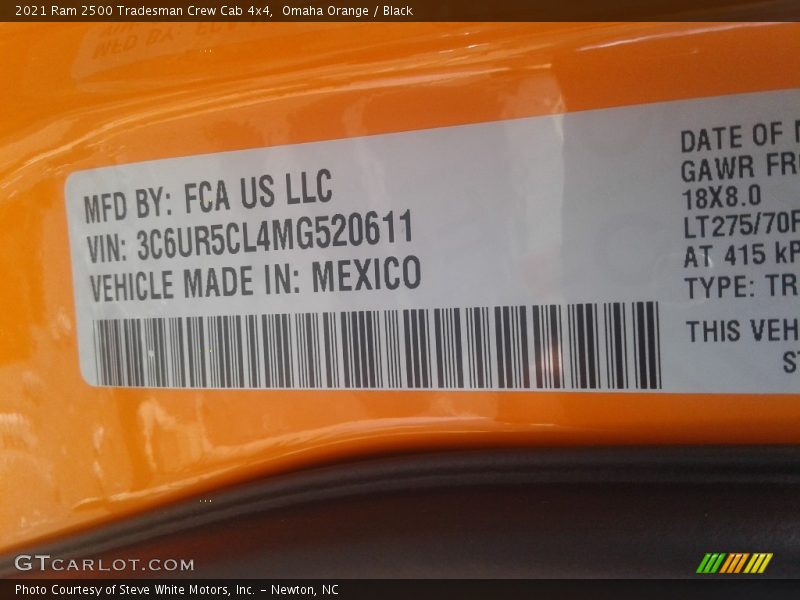 2021 Ram 2500 Tradesman Crew Cab 4x4, Omaha Orange / Black
MFD BY: FCA US LLC
VIN: 3C6UR5CL4MG520611
VEHICLE MADE IN: MEXICO
DATE OF
GAWR FR
18X8.0
LT275/70R
AT 415 kP
TYPE: TR
THIS VEH
ST
GTCARLOT.COM
Photo Courtesy of Steve White Motors, Inc. – Newton, NC